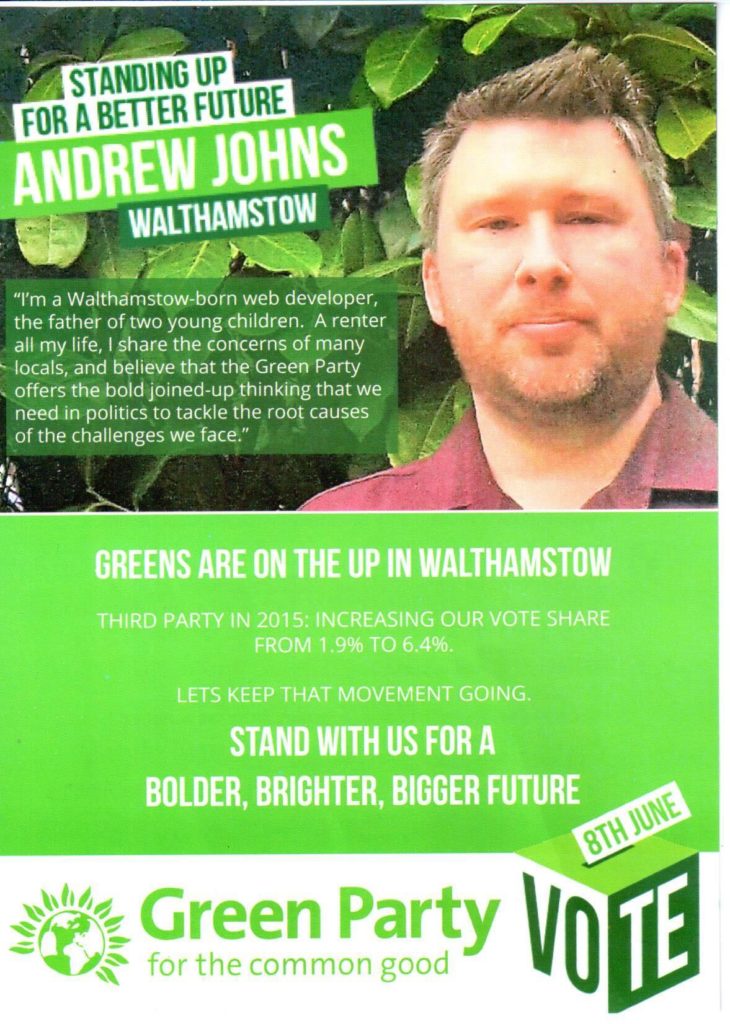 STANDING UP
FOR A BETTER FUTURE
ANDREW JOHNS
WALTHAMSTOW
“I’m a Walthamstow-born web developer,
the father of two young children.  A renter
all my life, I share the concerns of many
locals, and believe that the Green Party
offers the bold joined-up thinking that we
need in politics to tackle the root causes
of the challenges we face.”
GREENS ARE ON THE UP IN WALTHAMSTOW
THIRD PARTY IN 2015: INCREASING OUR VOTE SHARE
FROM 1.9% TO 6.4%.
LETS KEEP THAT MOVEMENT GOING.
STAND WITH US FOR A
BOLDER, BRIGHTER, BIGGER FUTURE
8TH JUNE
VOTE
Green Party
for the common good